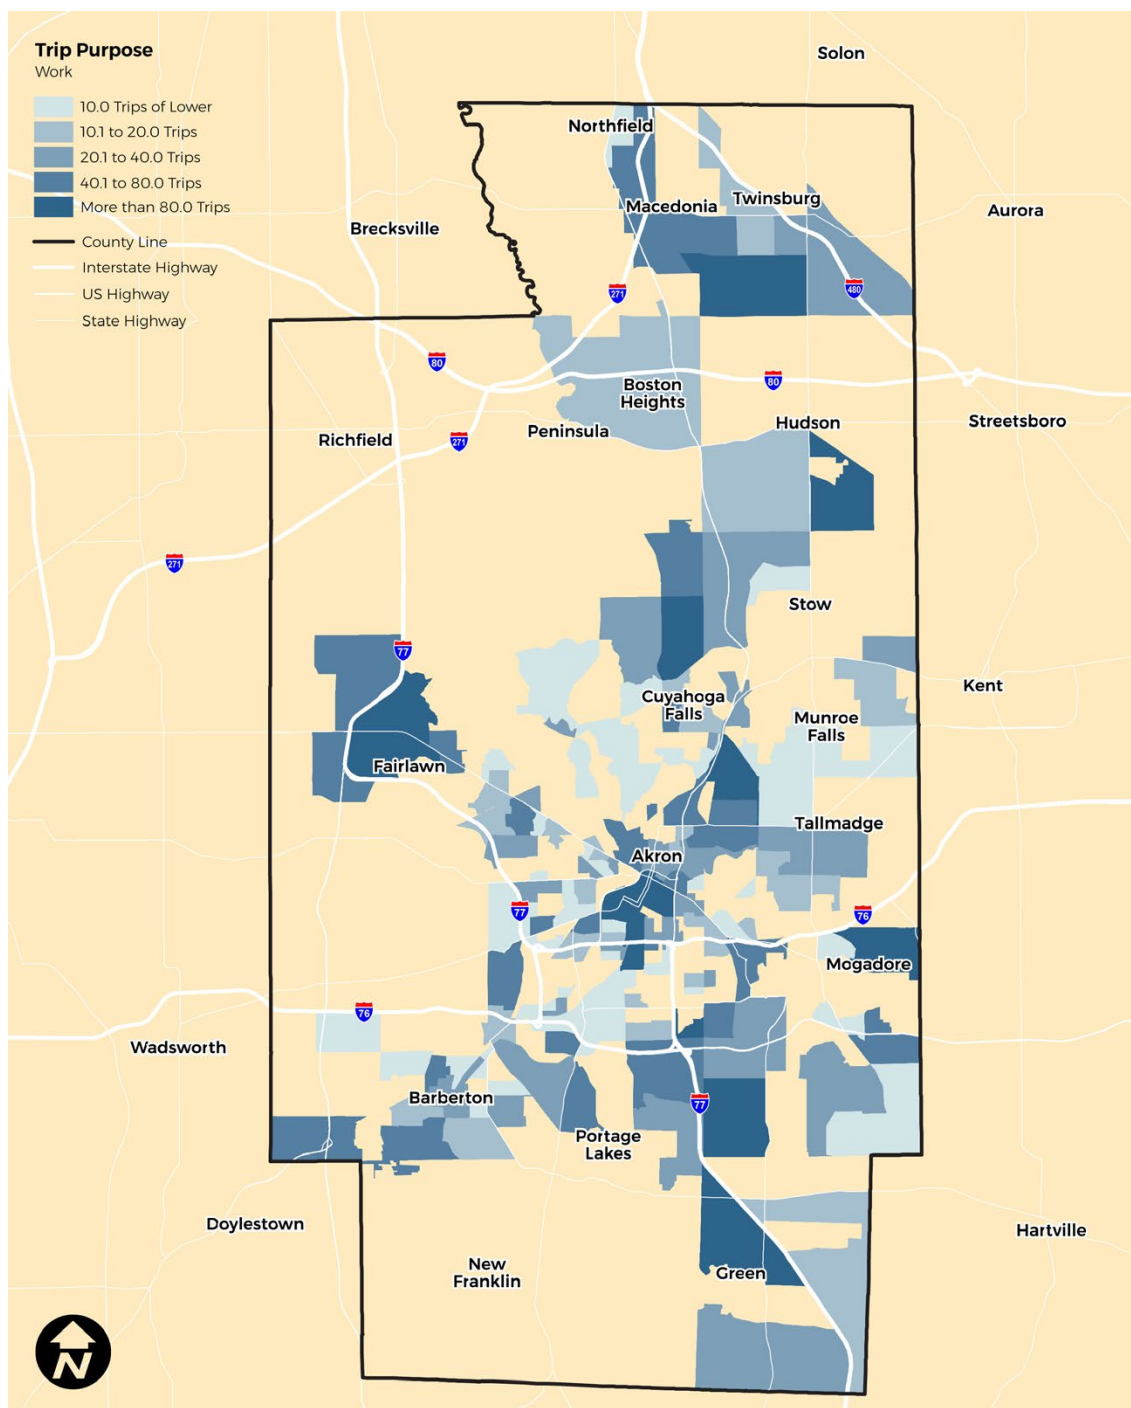 Trip Purpose
Work
10.0 Trips of Lower
10.1 to 20.0 Trips
20.1 to 40.0 Trips
40.1 to 80.0 Trips
More than 80.0 Trips
County Line
Interstate Highway
US Highway
State Highway
Solon
Northfield
Macedonia
Twinsburg
Aurora
Brecksville
271
480
80
80
Boston
Heights
Hudson
Streetsboro
Peninsula
Richfield
271
271
Stow
77
Kent
Cuyahoga
Falls
Munroe
Falls
Fairlawn
Tallmadge
Akron
77
76
Mogadore
76
Wadsworth
Barberton
77
Portage
Lakes
Doylestown
Hartville
New
Franklin
Green
N